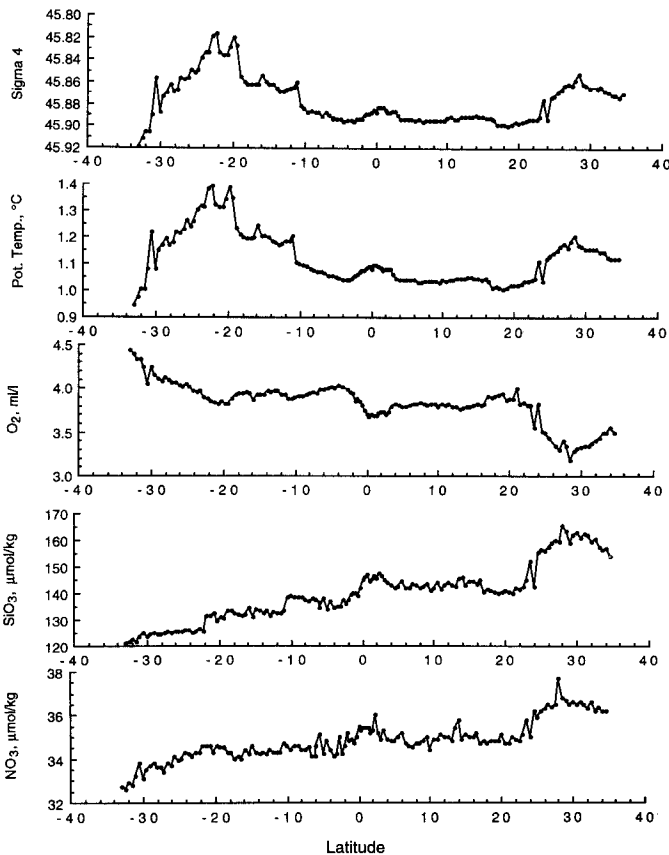 Sigma 4
45.80
45.82
45.84
45.86
45.88
45.90
45.92
-40 -30 -20 -10 0 10 20 30 40
Pot. Temp., °C
1.4
1.3
1.2
1.1
1.0
0.9
-40 -30 -20 -10 0 10 20 30 40
O2, ml/l
4.5
4.0
3.5
3.0
-40 -30 -20 -10 0 10 20 30 40
SiO3, μmol/kg
170
160
150
140
130
120
-40 -30 -20 -10 0 10 20 30 40
NO3, μmol/kg
38
36
34
32
-40 -30 -20 -10 0 10 20 30 40
Latitude